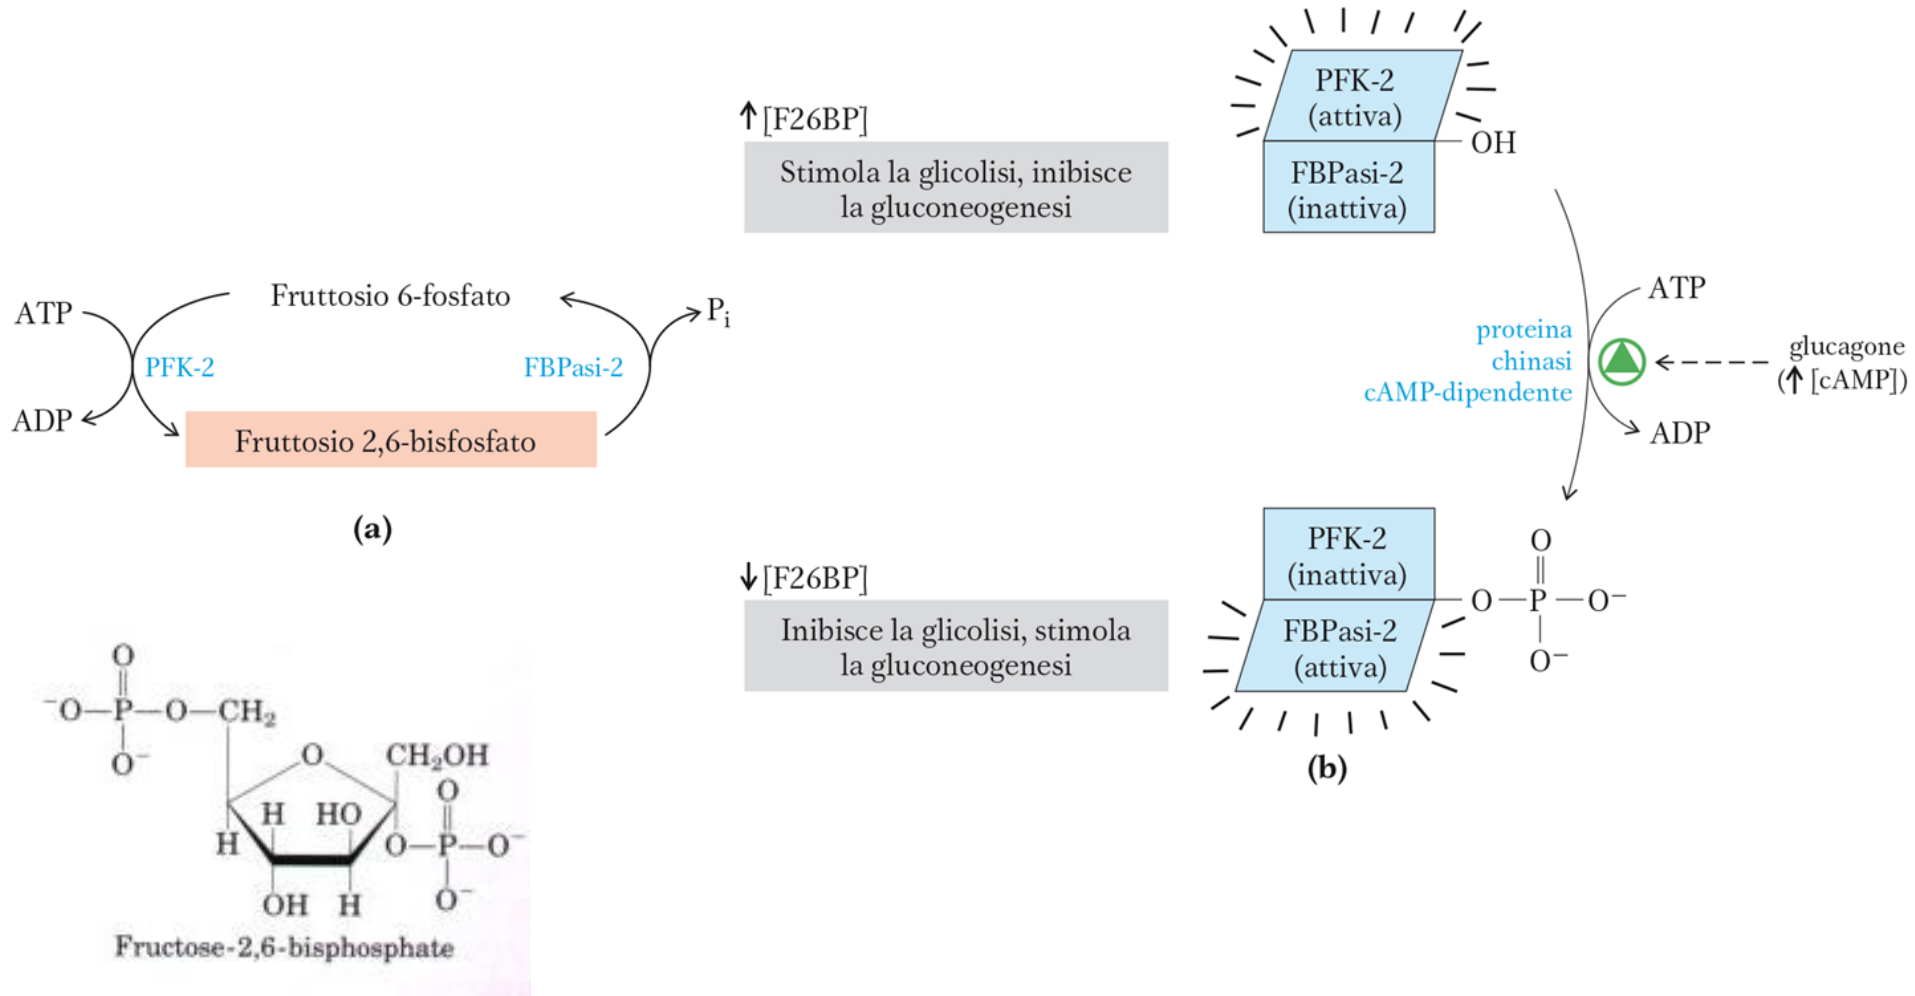 ↑[F26BP]
Stimola la glicolisi, inibisce
la gluconeogenesi
PFK-2
(attiva)
OH
FBPasi-2
(inattiva)
ATP
Fruttosio 6-fosfato
Pi
PFK-2
FBPasi-2
ADP
Fruttosio 2,6-bisfosfato
(a)
ATP
proteina
chinasi
cAMP-dipendente
glucagone
(↑ [cAMP])
ADP
↓[F26BP]
Inibisce la glicolisi, stimola
la gluconeogenesi
PFK-2
(inattiva)
FBPasi-2
(attiva)
O
O—P—O⁻
O⁻
(b)
O
⁻O—P—O—CH₂
O⁻
O
CH₂OH
O
H
HO
H
O—P—O⁻
OH
H
O⁻
Fructose-2,6-bisphosphate